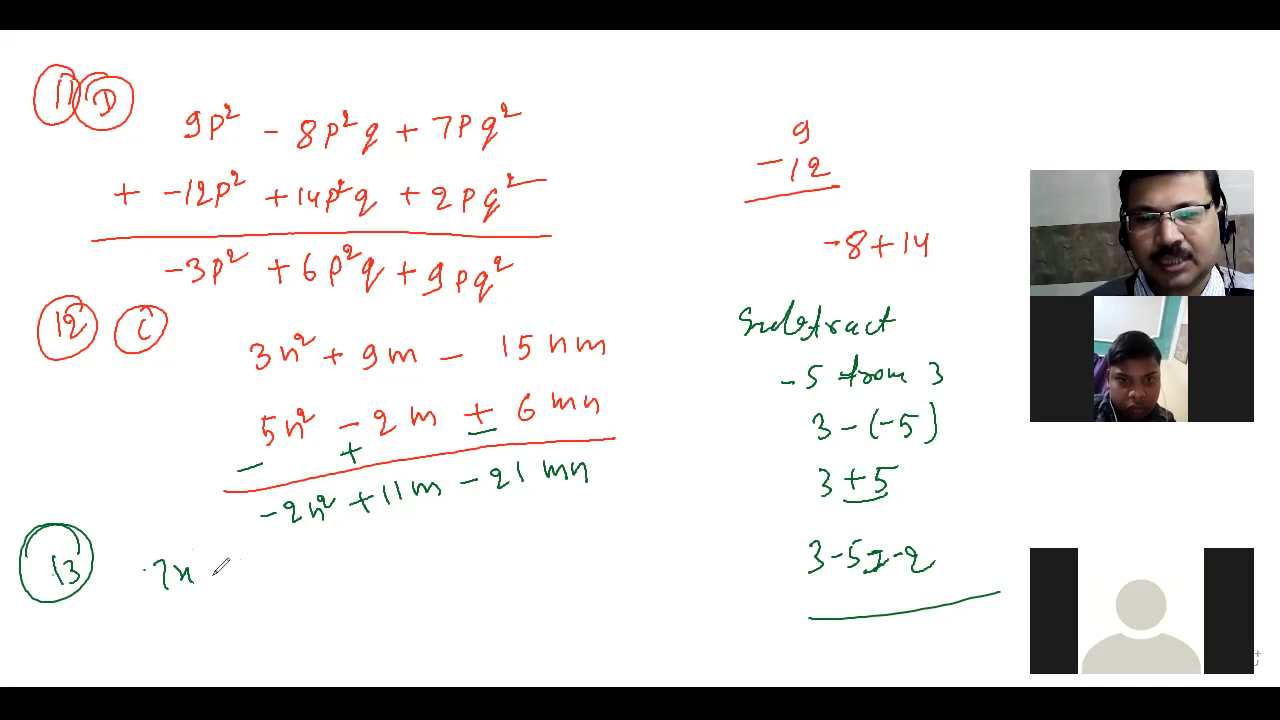 11 D
9p² - 8p²q + 7pq²
+ -12p² + 14p²q + 2pq²
-3p² + 6p²q + 9pq²
12 C
3n² + 9m - 15nm
5n² - 2m + 6mn
- + -
-2n² + 11m - 21mn
13 7x
9
-12
-8+14
Subtract
-5 from 3
3-(-5)
3+5
3-5=-2